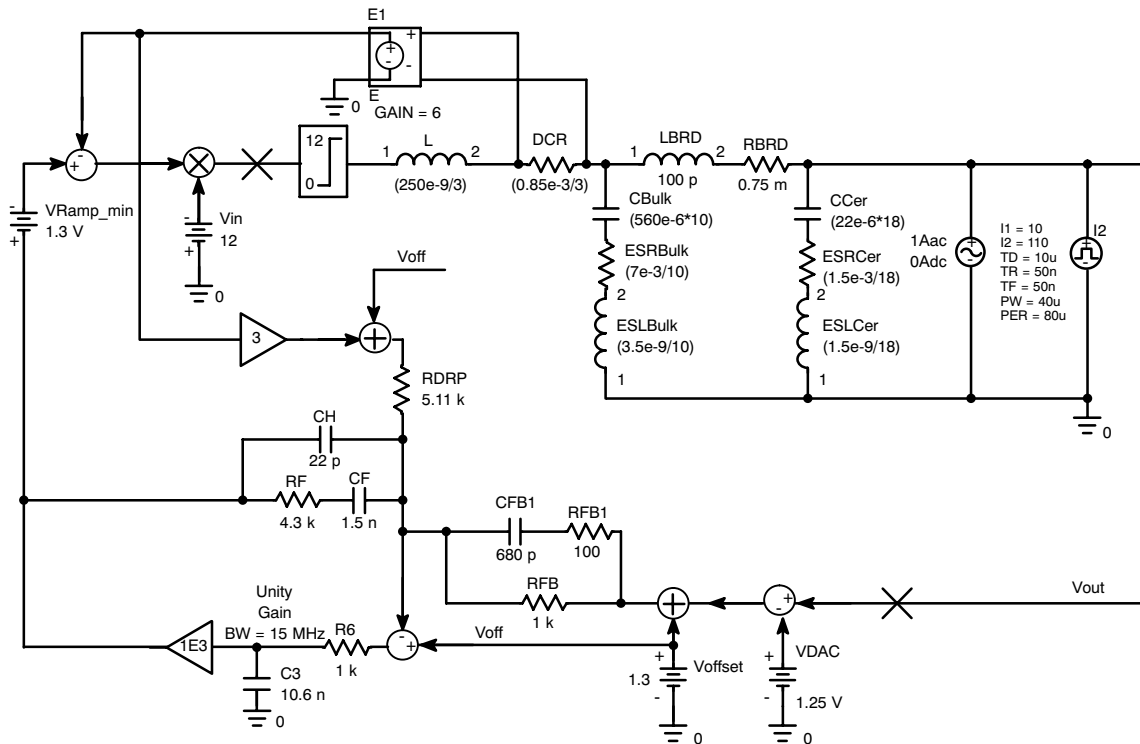 E1
+
-
+
-
E
0
GAIN = 6
-
+
12
0
1
L
2
(250e-9/3)
DCR
(0.85e-3/3)
1
LBRD
2
100 p
RBRD
0.75 m
-
+
VRamp_min
1.3 V
-
+
Vin
12
0
CBulk
(560e-6*10)
ESRBulk
(7e-3/10)
2
ESLBulk
(3.5e-9/10)
1
CCer
(22e-6*18)
ESRCer
(1.5e-3/18)
2
ESLCer
(1.5e-9/18)
1
1Aac
0Adc
+
-
I1 = 10
I2 = 110
TD = 10u
TR = 50n
TF = 50n
PW = 40u
PER = 80u
I2
+
-
0
Voff
3
RDRP
5.11 k
CH
22 p
RF
4.3 k
CF
1.5 n
CFB1
680 p
RFB1
100
RFB
1 k
Vout
Unity
Gain
BW = 15 MHz
1E3
R6
1 k
-
+
Voff
+
-
C3
10.6 n
0
+
1.3
-
Voffset
0
VDAC
+
-
1.25 V
0